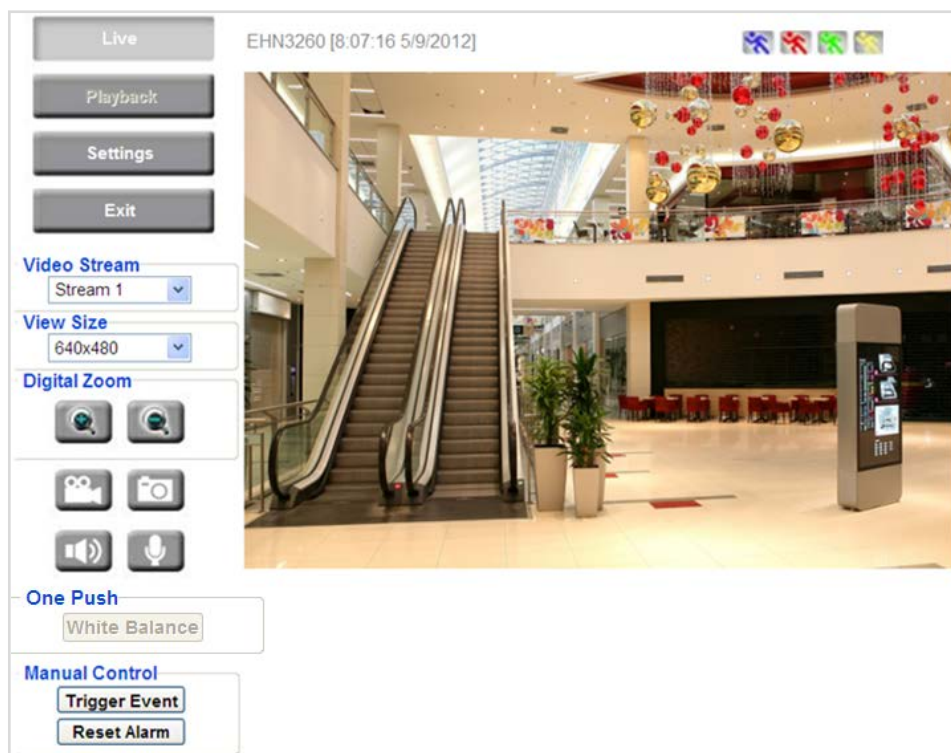 Live
EHN3260 [8:07:16 5/9/2012]
Playback
Settings
Exit
Video Stream
Stream 1
View Size
640x480
Digital Zoom
One Push
White Balance
Manual Control
Trigger Event
Reset Alarm